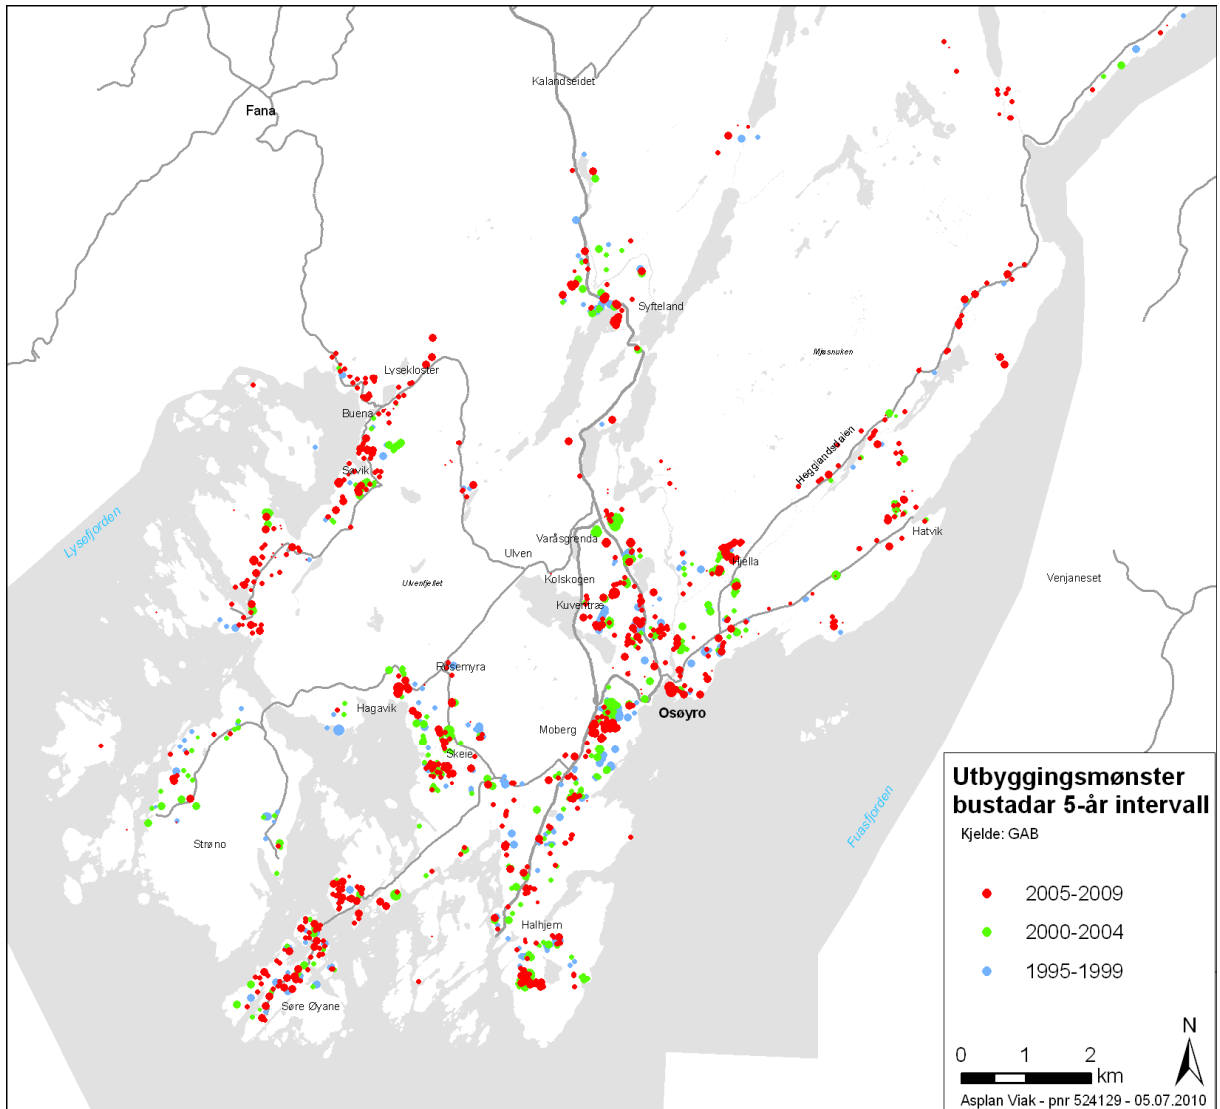 Kalandseidet
Fana
Syfteland
Mjøsnuken
Lysekloster
Buena
Hegglandsdalen
Søvik
Lysefjorden
Hatvik
Varåsgrenda
Ulven
Hjella
Kolskogen
Ulvenfjellet
Venjaneset
Kuventræ
Røsemyra
Hagavik
Osøyro
Moberg
Skeie
Strøno
Fuasfjorden
Halhjem
Søre Øyane
Utbyggingsmønster
bustadar 5-år intervall
Kjelde: GAB
2005-2009
2000-2004
1995-1999
N
0 1 2
km
Asplan Viak - pnr 524129 - 05.07.2010